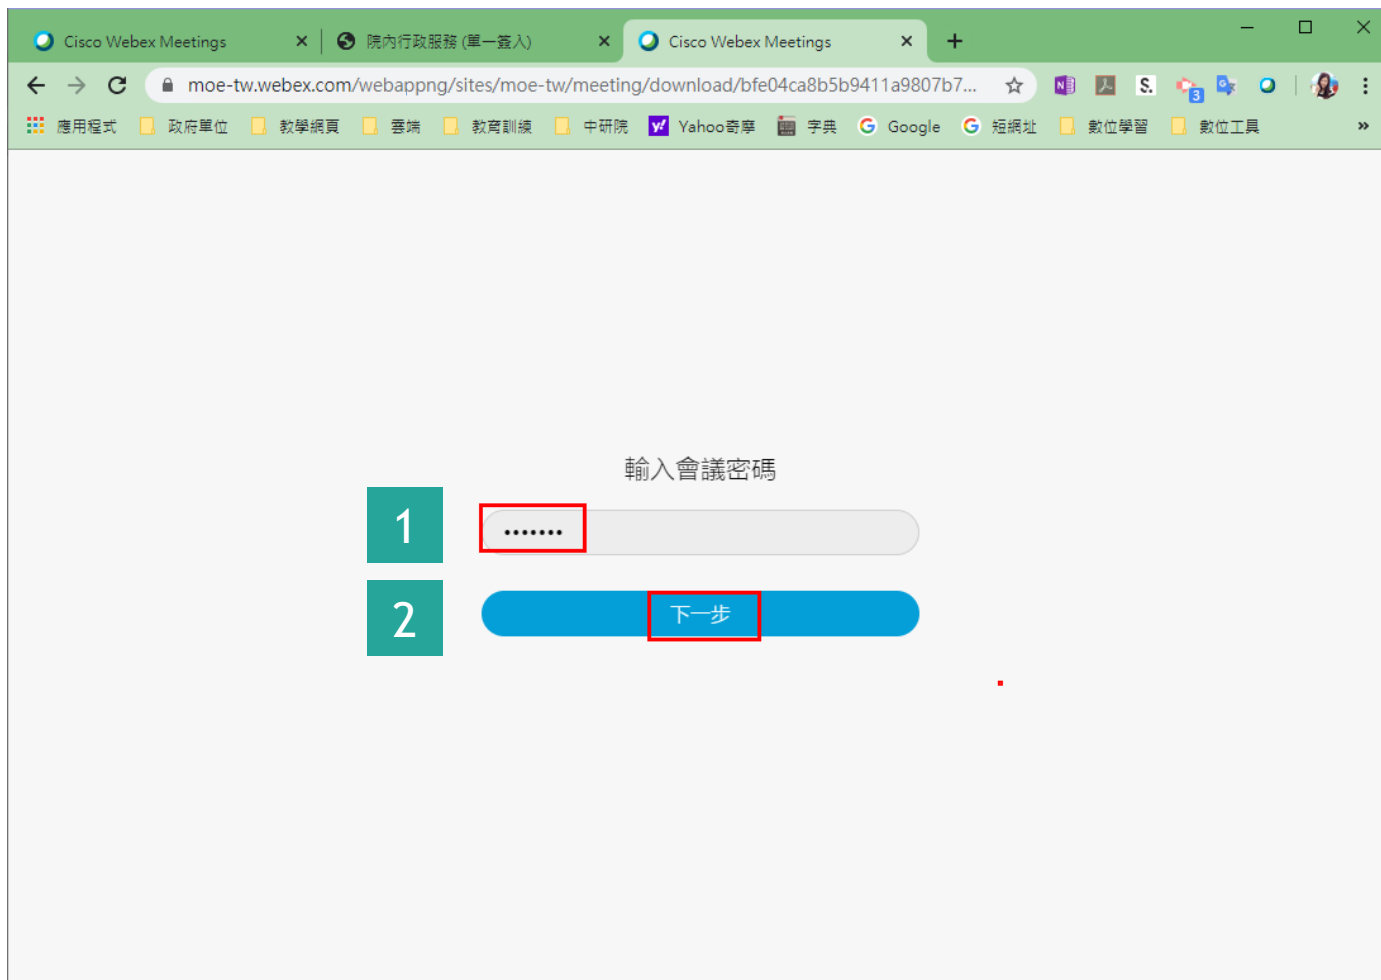 Cisco Webex Meetings
院內行政服務 (單一簽入)
Cisco Webex Meetings
moe-tw.webex.com/webappng/sites/moe-tw/meeting/download/bfe04ca8b5b9411a9807b7...
S.
3
應用程式
政府單位
教學網頁
雲端
教育訓練
中研院
Yahoo奇摩
字典
Google
短網址
數位學習
數位工具
輸入會議密碼
1
•••••••
2
下一步